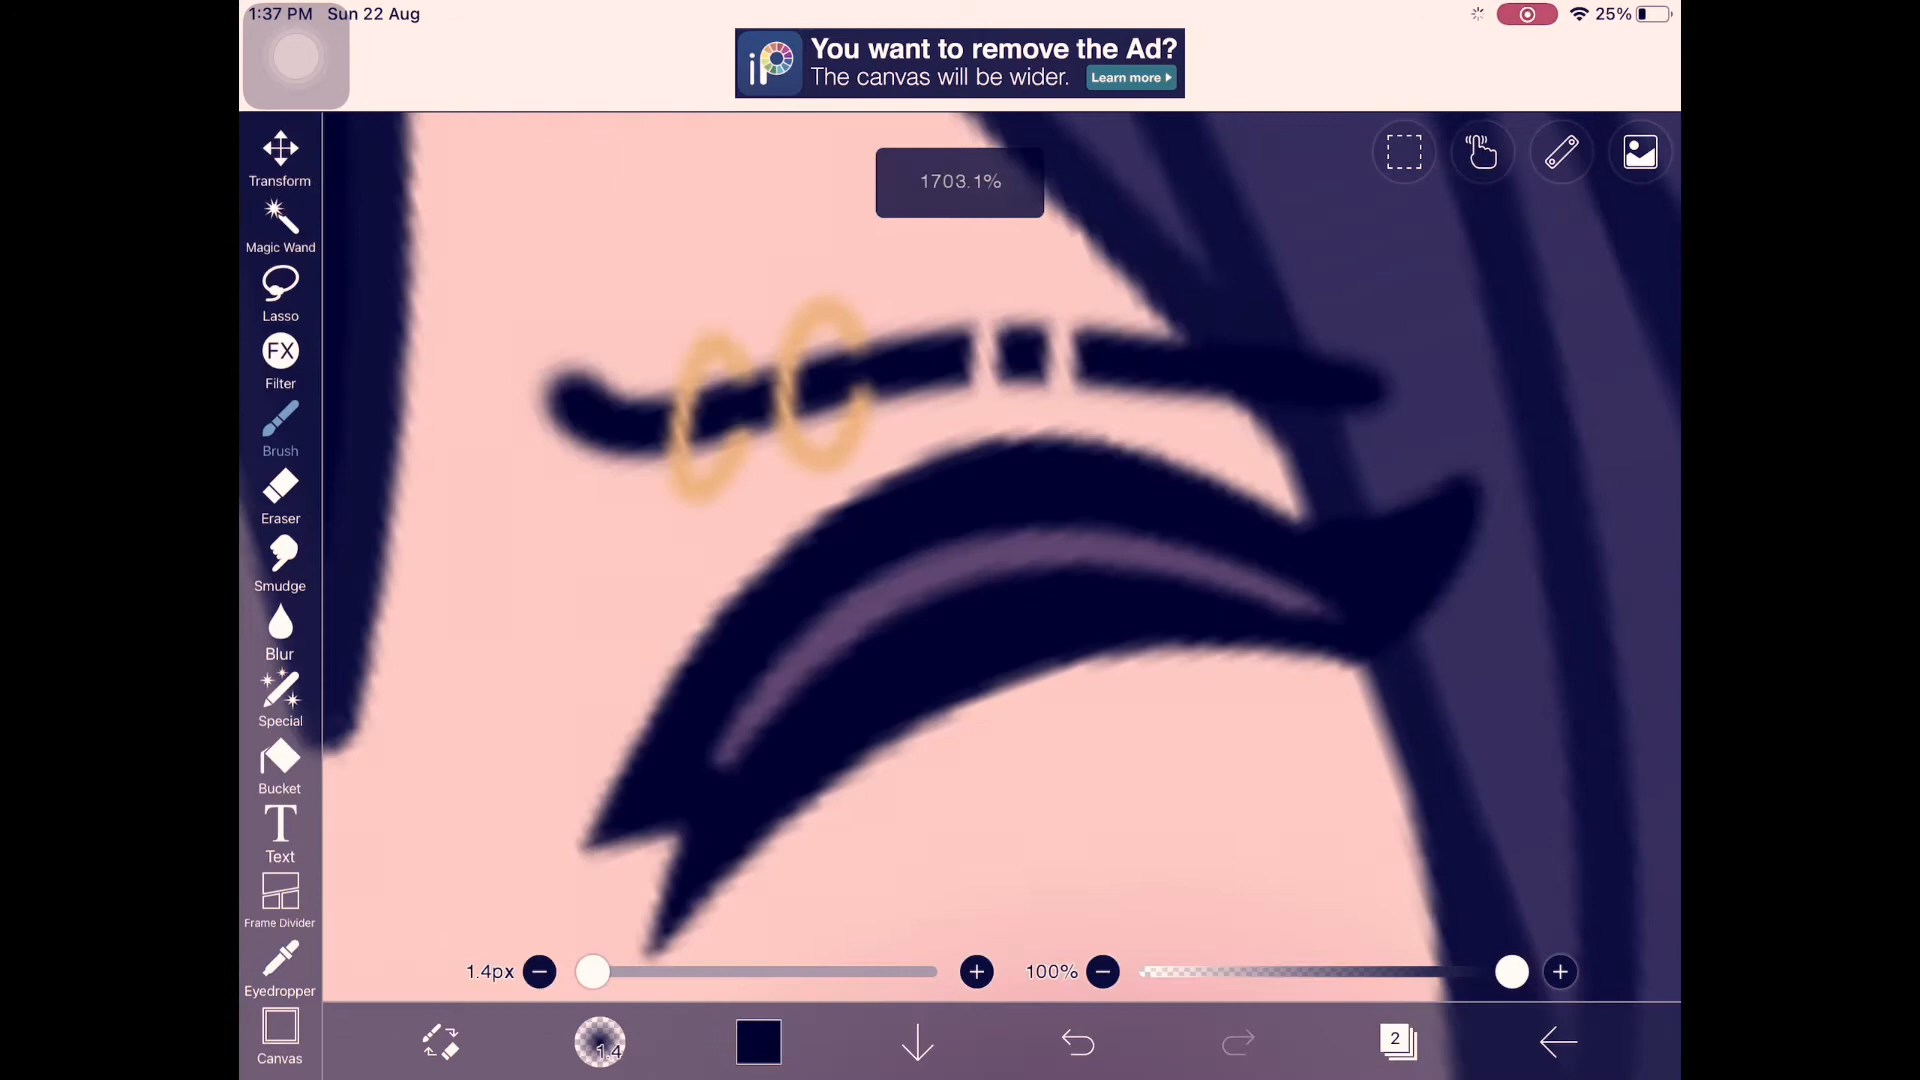 1:37 PM Sun 22 Aug
25%
iP
You want to remove the Ad?
The canvas will be wider.
Learn more
1703.1%
Transform
Magic Wand
Lasso
FX
Filter
Brush
Eraser
Smudge
Blur
Special
Bucket
T
Text
Frame Divider
Eyedropper
Canvas
1.4px
100%
1.4
2